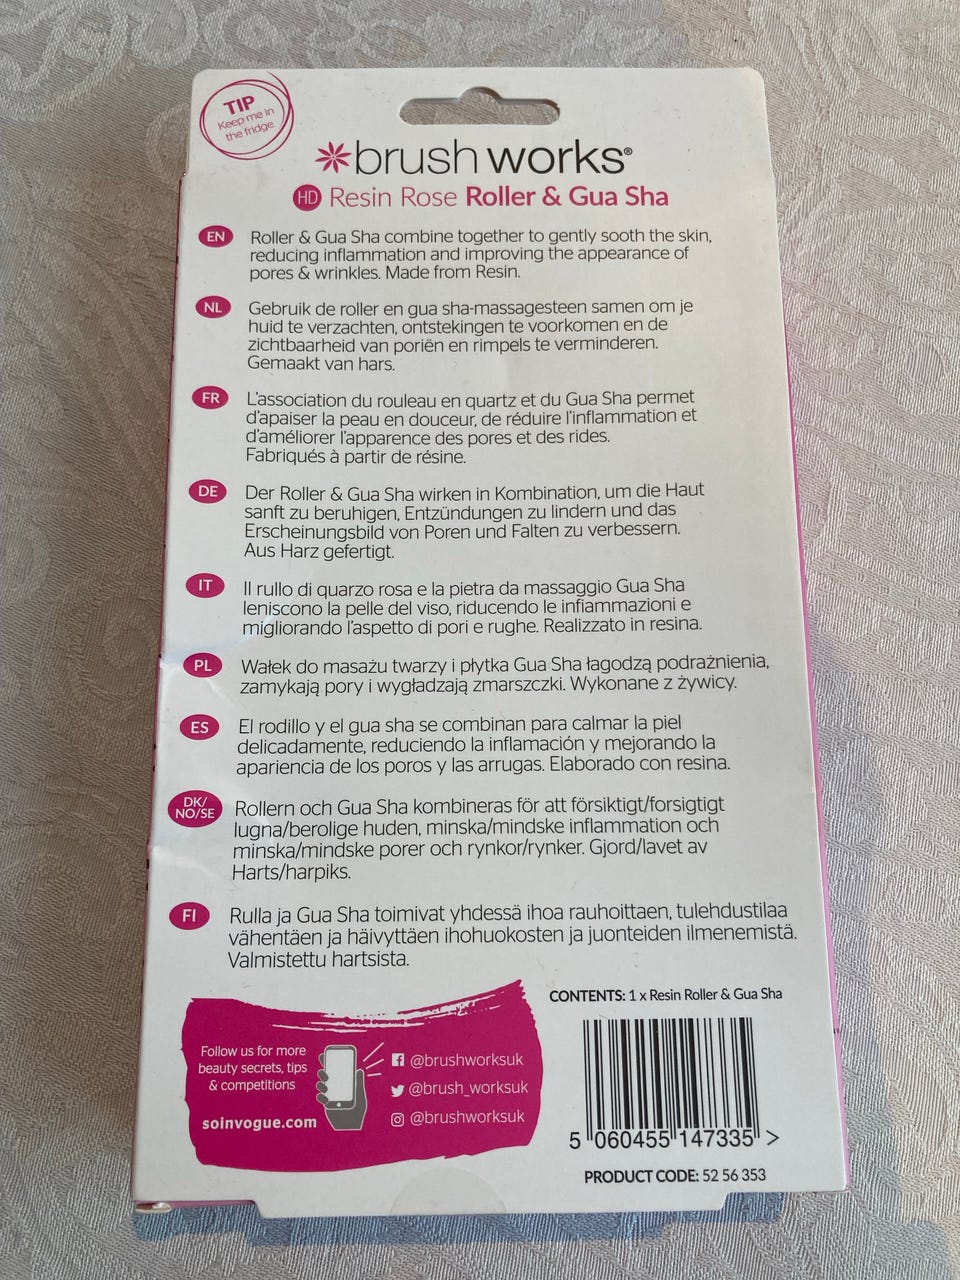 TIP
Keep me in
the fridge
brush works®
HD Resin Rose Roller & Gua Sha
EN
Roller & Gua Sha combine together to gently sooth the skin,
reducing inflammation and improving the appearance of
pores & wrinkles. Made from Resin.
NL
Gebruik de roller en gua sha-massagesteen samen om je
huid te verzachten, ontstekingen te voorkomen en de
zichtbaarheid van poriën en rimpels te verminderen.
Gemaakt van hars.
FR
L'association du rouleau en quartz et du Gua Sha permet
d'apaiser la peau en douceur, de réduire l'inflammation et
d'améliorer l'apparence des pores et des rides.
Fabriqués à partir de résine.
DE
Der Roller & Gua Sha wirken in Kombination, um die Haut
sanft zu beruhigen, Entzündungen zu lindern und das
Erscheinungsbild von Poren und Falten zu verbessern.
Aus Harz gefertigt.
IT
Il rullo di quarzo rosa e la pietra da massaggio Gua Sha
leniscono la pelle del viso, riducendo le infiammazioni e
migliorando l'aspetto di pori e rughe. Realizzato in resina.
PL
Wałek do masażu twarzy i płytka Gua Sha łagodzą podrażnienia,
zamykają pory i wygładzają zmarszczki. Wykonane z żywicy.
ES
El rodillo y el gua sha se combinan para calmar la piel
delicadamente, reduciendo la inflamación y mejorando la
apariencia de los poros y las arrugas. Elaborado con resina.
DK/
NO/SE
Rollern och Gua Sha kombineras för att försiktigt/forsigtigt
lugna/berolige huden, minska/mindske inflammation och
minska/mindske porer och rynkor/rynker. Gjord/lavet av
Harts/harpiks.
FI
Rulla ja Gua Sha toimivat yhdessä ihoa rauhoittaen, tulehdustilaa
vähentäen ja häivyttäen ihohuokosten ja juonteiden ilmenemistä.
Valmistettu hartsista.
Follow us for more
beauty secrets, tips
& competitions
soinvogue.com
@brushworksuk
@brush_worksuk
@brushworksuk
CONTENTS: 1 x Resin Roller & Gua Sha
5 060455 147335 >
PRODUCT CODE: 52 56 353